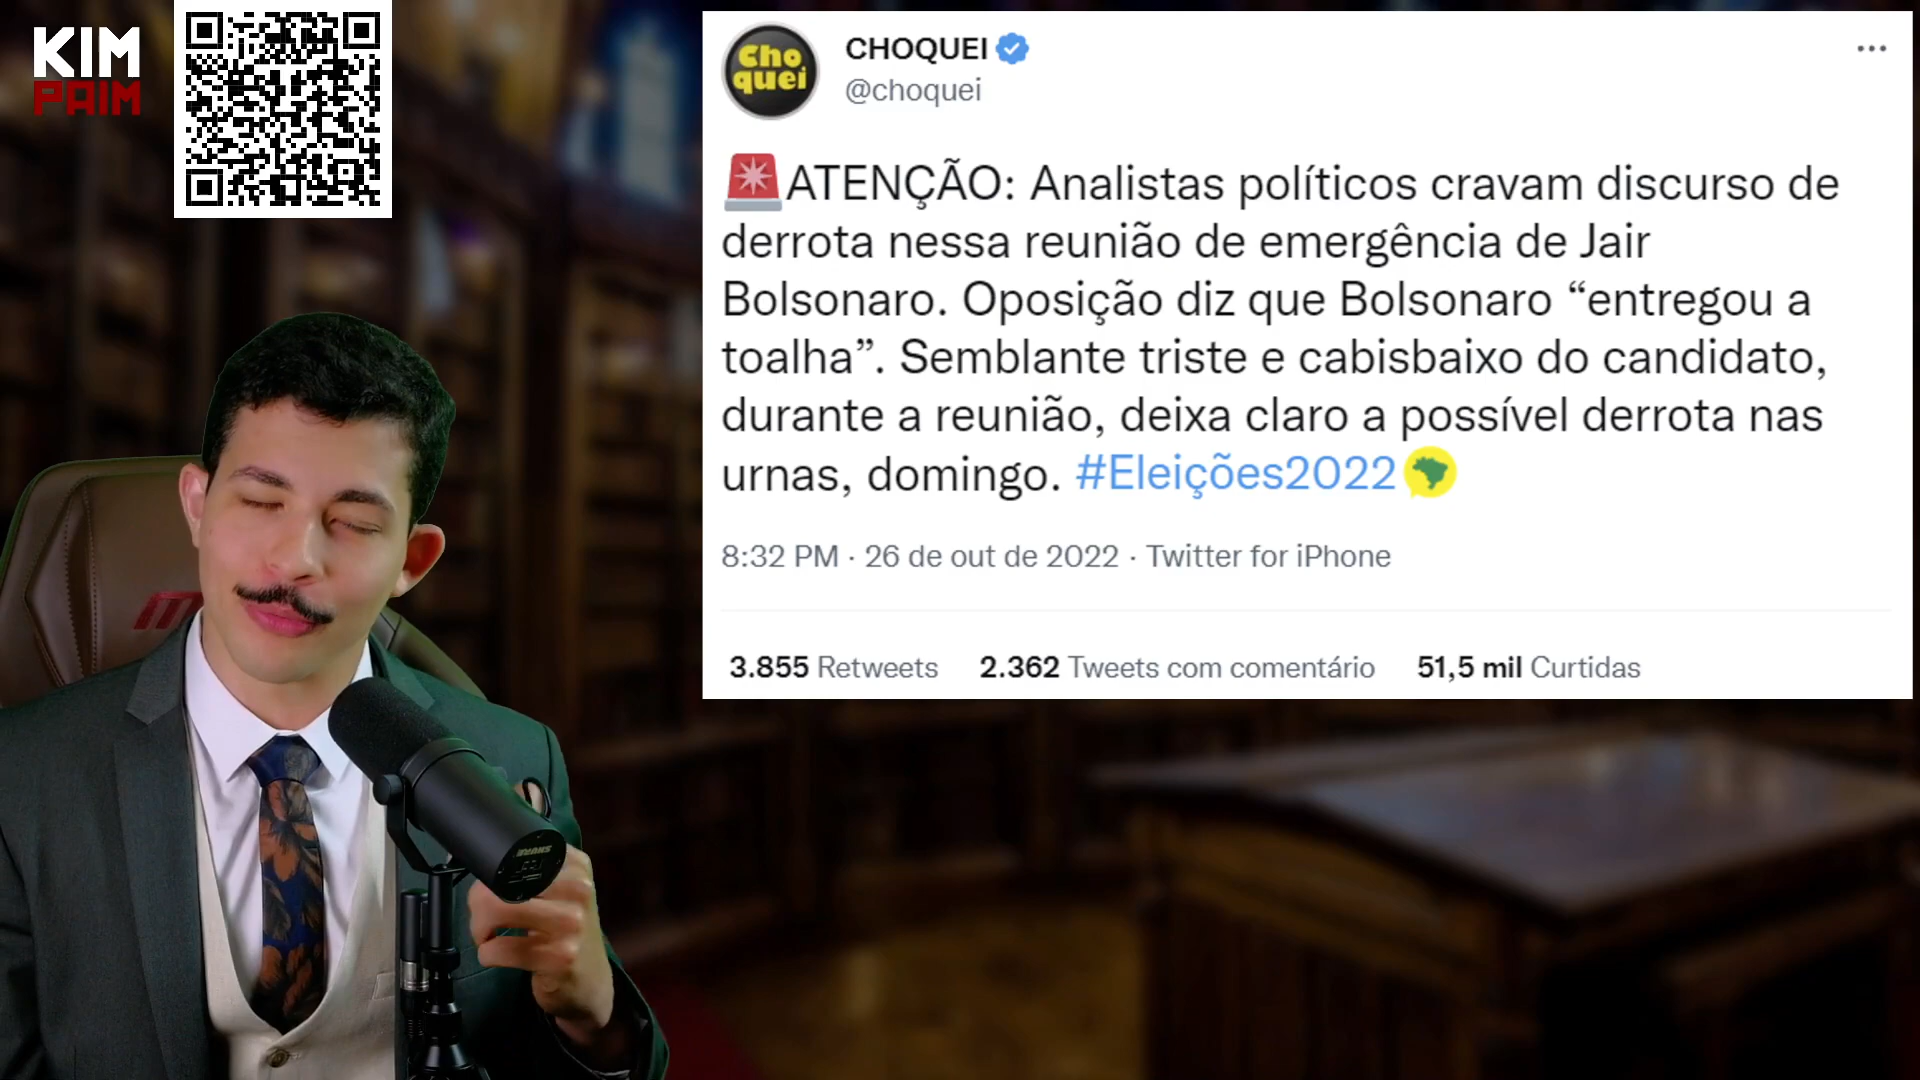 KIM
PAIM
Cho
quei
CHOQUEI
@choquei
ATENÇÃO: Analistas políticos cravam discurso de
derrota nessa reunião de emergência de Jair
Bolsonaro. Oposição diz que Bolsonaro “entregou a
toalha”. Semblante triste e cabisbaixo do candidato,
durante a reunião, deixa claro a possível derrota nas
urnas, domingo. #Eleições2022
8:32 PM · 26 de out de 2022 · Twitter for iPhone
3.855 Retweets 2.362 Tweets com comentário 51,5 mil Curtidas